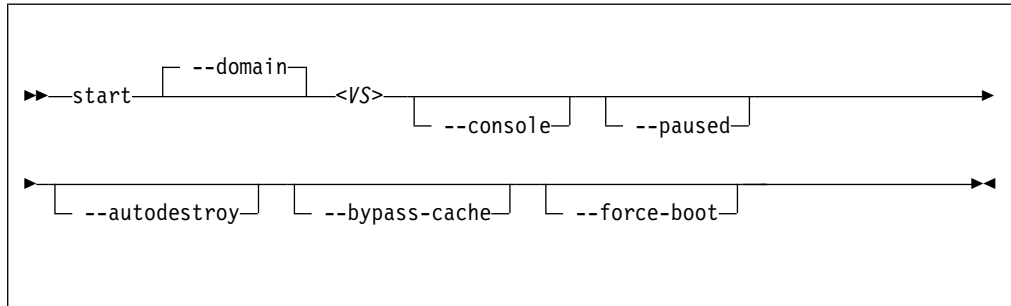 --domain
start <VS>
--console --paused
--autodestroy --bypass-cache --force-boot